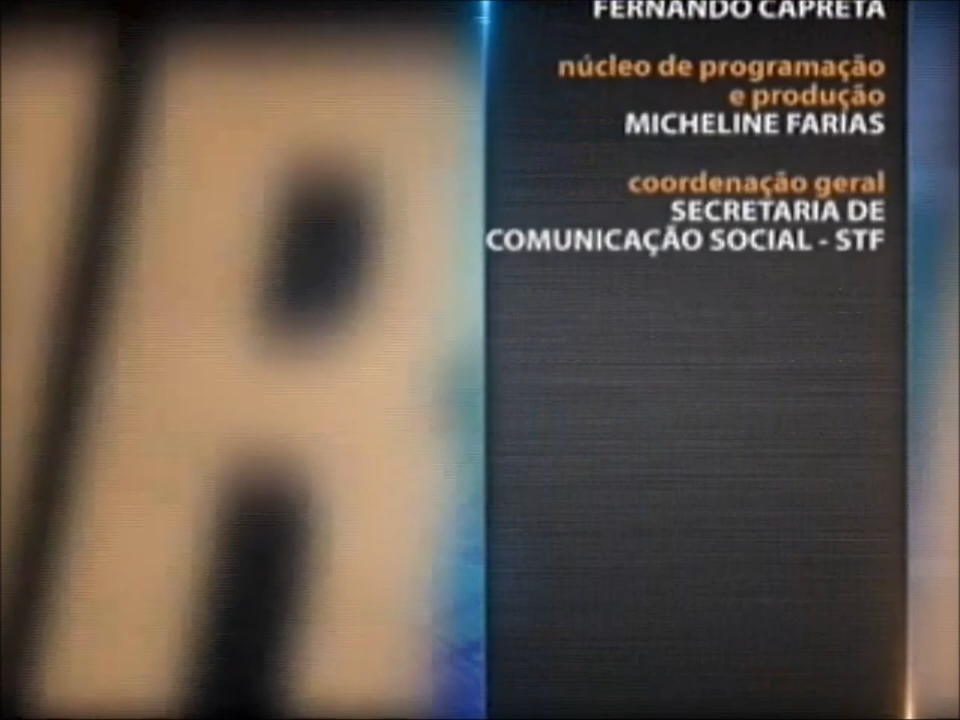 FERNANDO CAPRETA
núcleo de programação
e produção
MICHELINE FARIAS
coordenação geral
SECRETARIA DE
COMUNICAÇÃO SOCIAL - STF